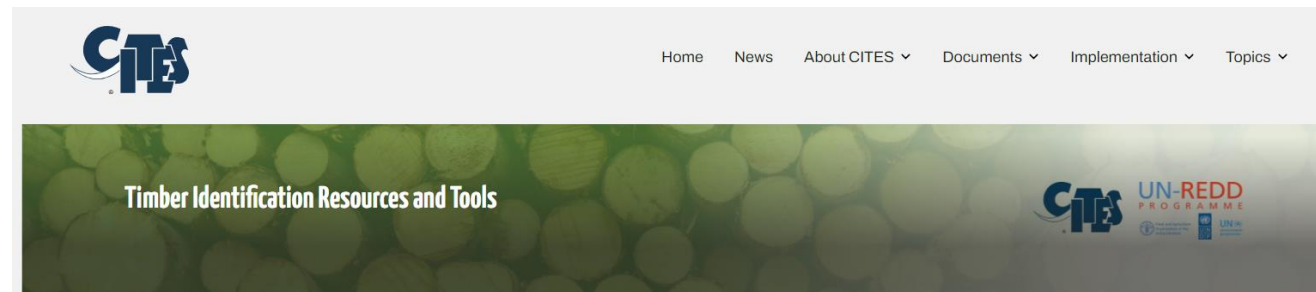 CITES
Home News About CITES Documents Implementation Topics
Timber Identification Resources and Tools
CITES
UN-REDD
PROGRAMME